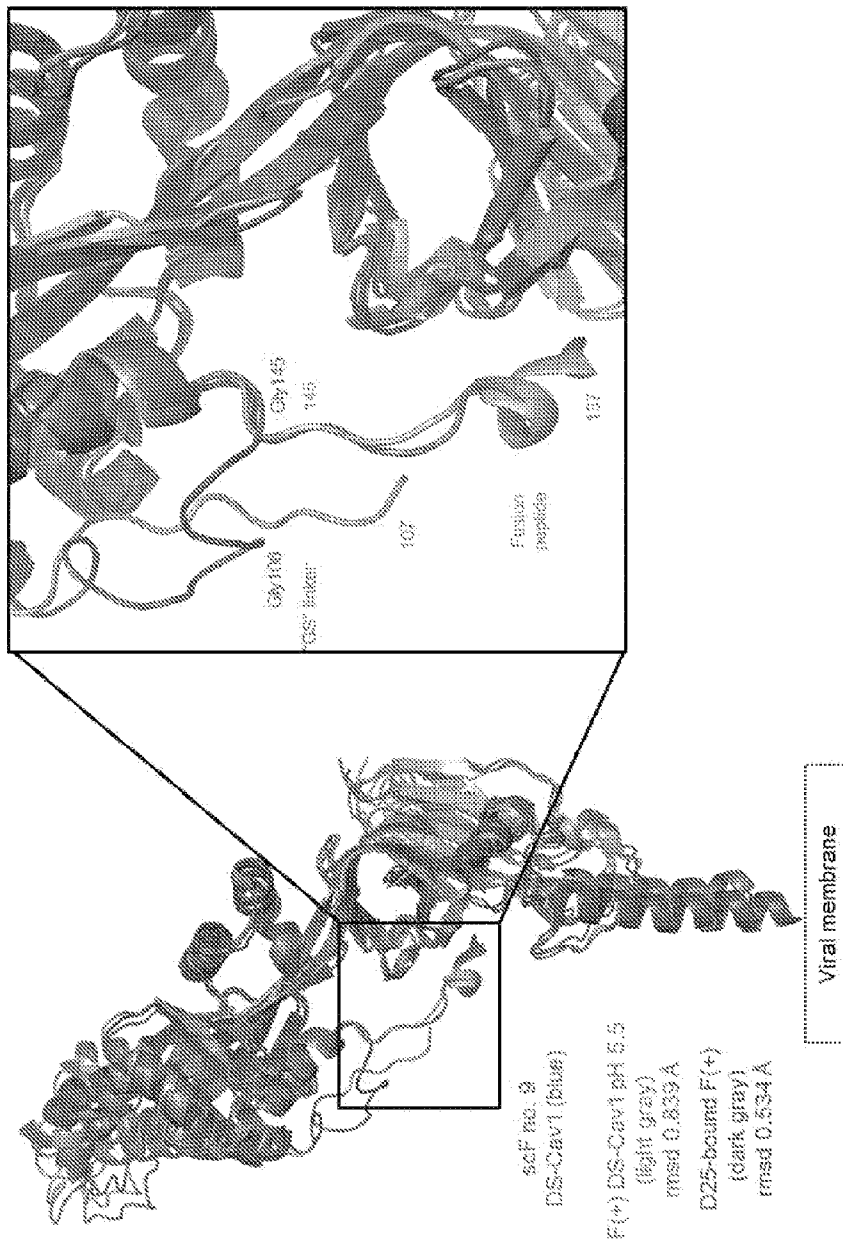 Gly145
145
Gly106
"GS" linker
107
Fusion
peptide
137
scF no. 9
DS-Cav1 (blue)
F(+) DS-Cav1 pH 5.5
(light gray)
rmsd 0.839 Å
D25-bound F(+)
(dark gray)
rmsd 0.534 Å
Viral membrane